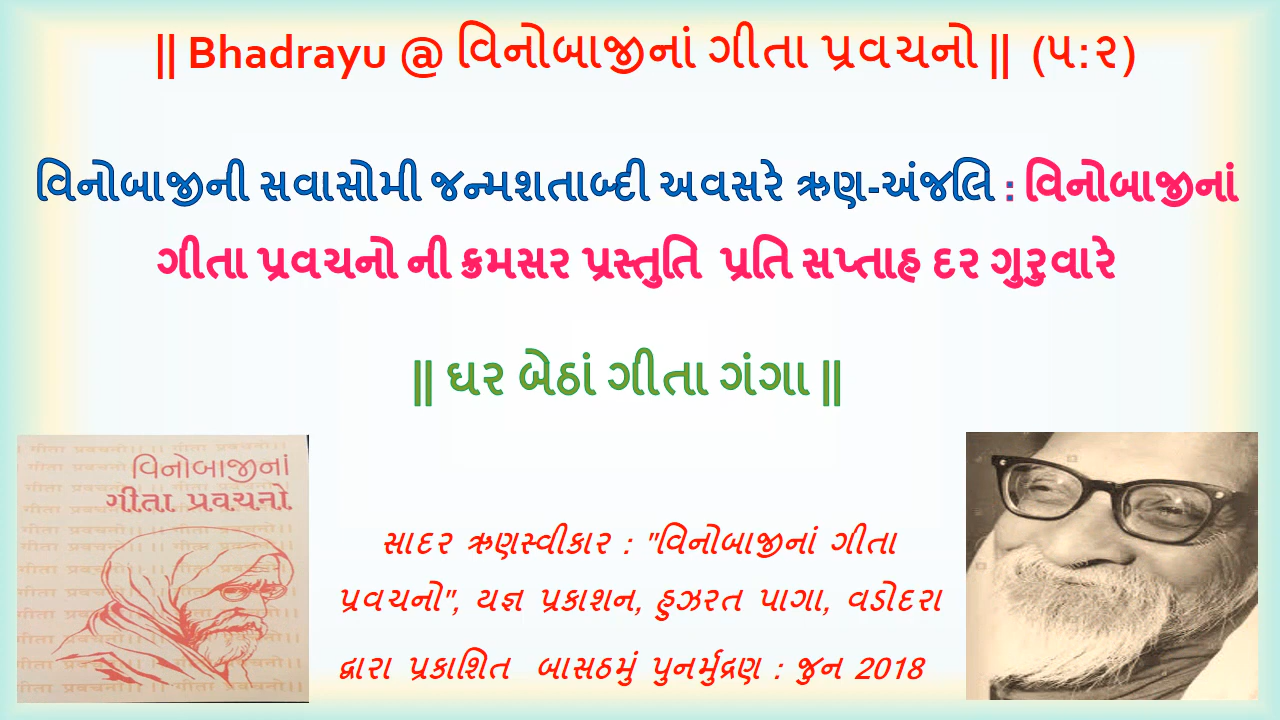 || Bhadrayu @ વિનોબાજીનાં ગીતા પ્રવચનો || (૫:૨)
વિનોબાજીની સવાસોમી જન્મશતાબ્દી અવસરે ઋણ-અંજલિ : વિનોબાજીનાં
ગીતા પ્રવચનો ની ક્રમસર પ્રસ્તુતિ પ્રતિ સપ્તાહ દર ગુરુવારે
|| ઘર બેઠાં ગીતા ગંગા ||
વિનોબાજીનાં
ગીતા પ્રવચનો
સાદર ઋણસ્વીકાર : "વિનોબાજીનાં ગીતા
પ્રવચનો", યજ્ઞ પ્રકાશન, હુઝરત પાગા, વડોદરા
દ્વારા પ્રકાશિત બાસઠમું પુનર્મુદ્રણ : જુન 2018